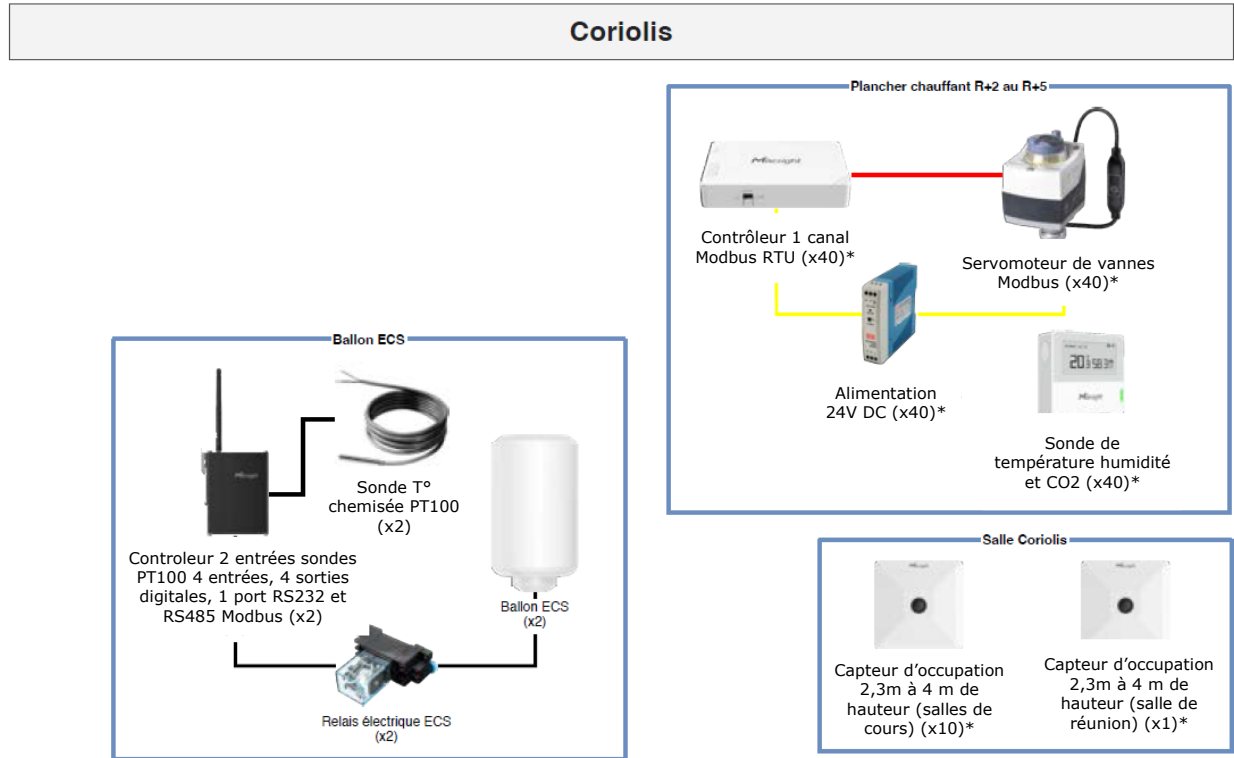 Coriolis
Plancher chauffant R+2 au R+5
Milesight
Contrôleur 1 canal
Modbus RTU (x40)*
Servomoteur de vannes
Modbus (x40)*
Alimentation
24V DC (x40)*
Milesight
Sonde de
température humidité
et CO2 (x40)*
Ballon ECS
Sonde T°
chemisée PT100
(x2)
Controleur 2 entrées sondes
PT100 4 entrées, 4 sorties
digitales, 1 port RS232 et
RS485 Modbus (x2)
Ballon ECS
(x2)
Relais électrique ECS
(x2)
Salle Coriolis
Capteur d’occupation
2,3m à 4 m de
hauteur (salles de
cours) (x10)*
Capteur d’occupation
2,3m à 4 m de
hauteur (salle de
réunion) (x1)*